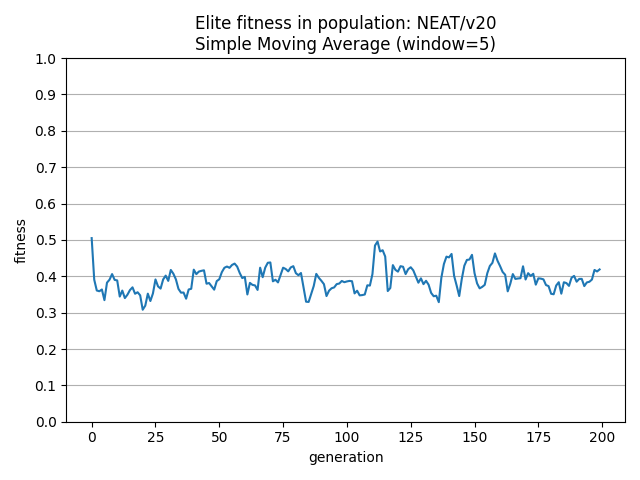 Elite fitness in population: NEAT/v20
Simple Moving Average (window=5)
1.0
0.9
0.8
0.7
0.6
0.5
0.4
0.3
0.2
0.1
0.0
fitness
0 25 50 75 100 125 150 175 200
generation